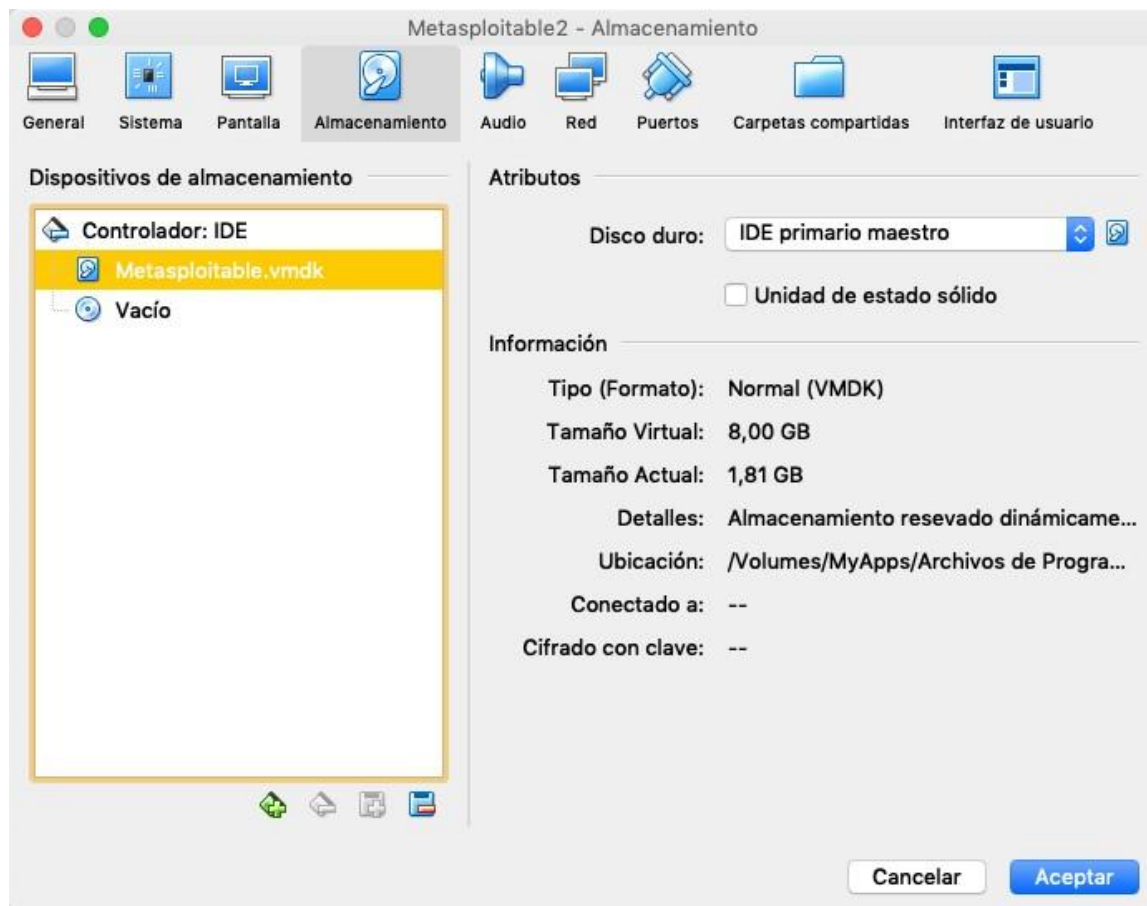 Metasploitable2 - Almacenamiento
General Sistema Pantalla Almacenamiento Audio Red Puertos Carpetas compartidas Interfaz de usuario
Dispositivos de almacenamiento
Controlador: IDE
Metasploitable.vmdk
Vacío
Atributos
Disco duro: IDE primario maestro
Unidad de estado sólido
Información
Tipo (Formato): Normal (VMDK)
Tamaño Virtual: 8,00 GB
Tamaño Actual: 1,81 GB
Detalles: Almacenamiento resevado dinámicame...
Ubicación: /Volumes/MyApps/Archivos de Progra...
Conectado a: --
Cifrado con clave: --
Cancelar Aceptar